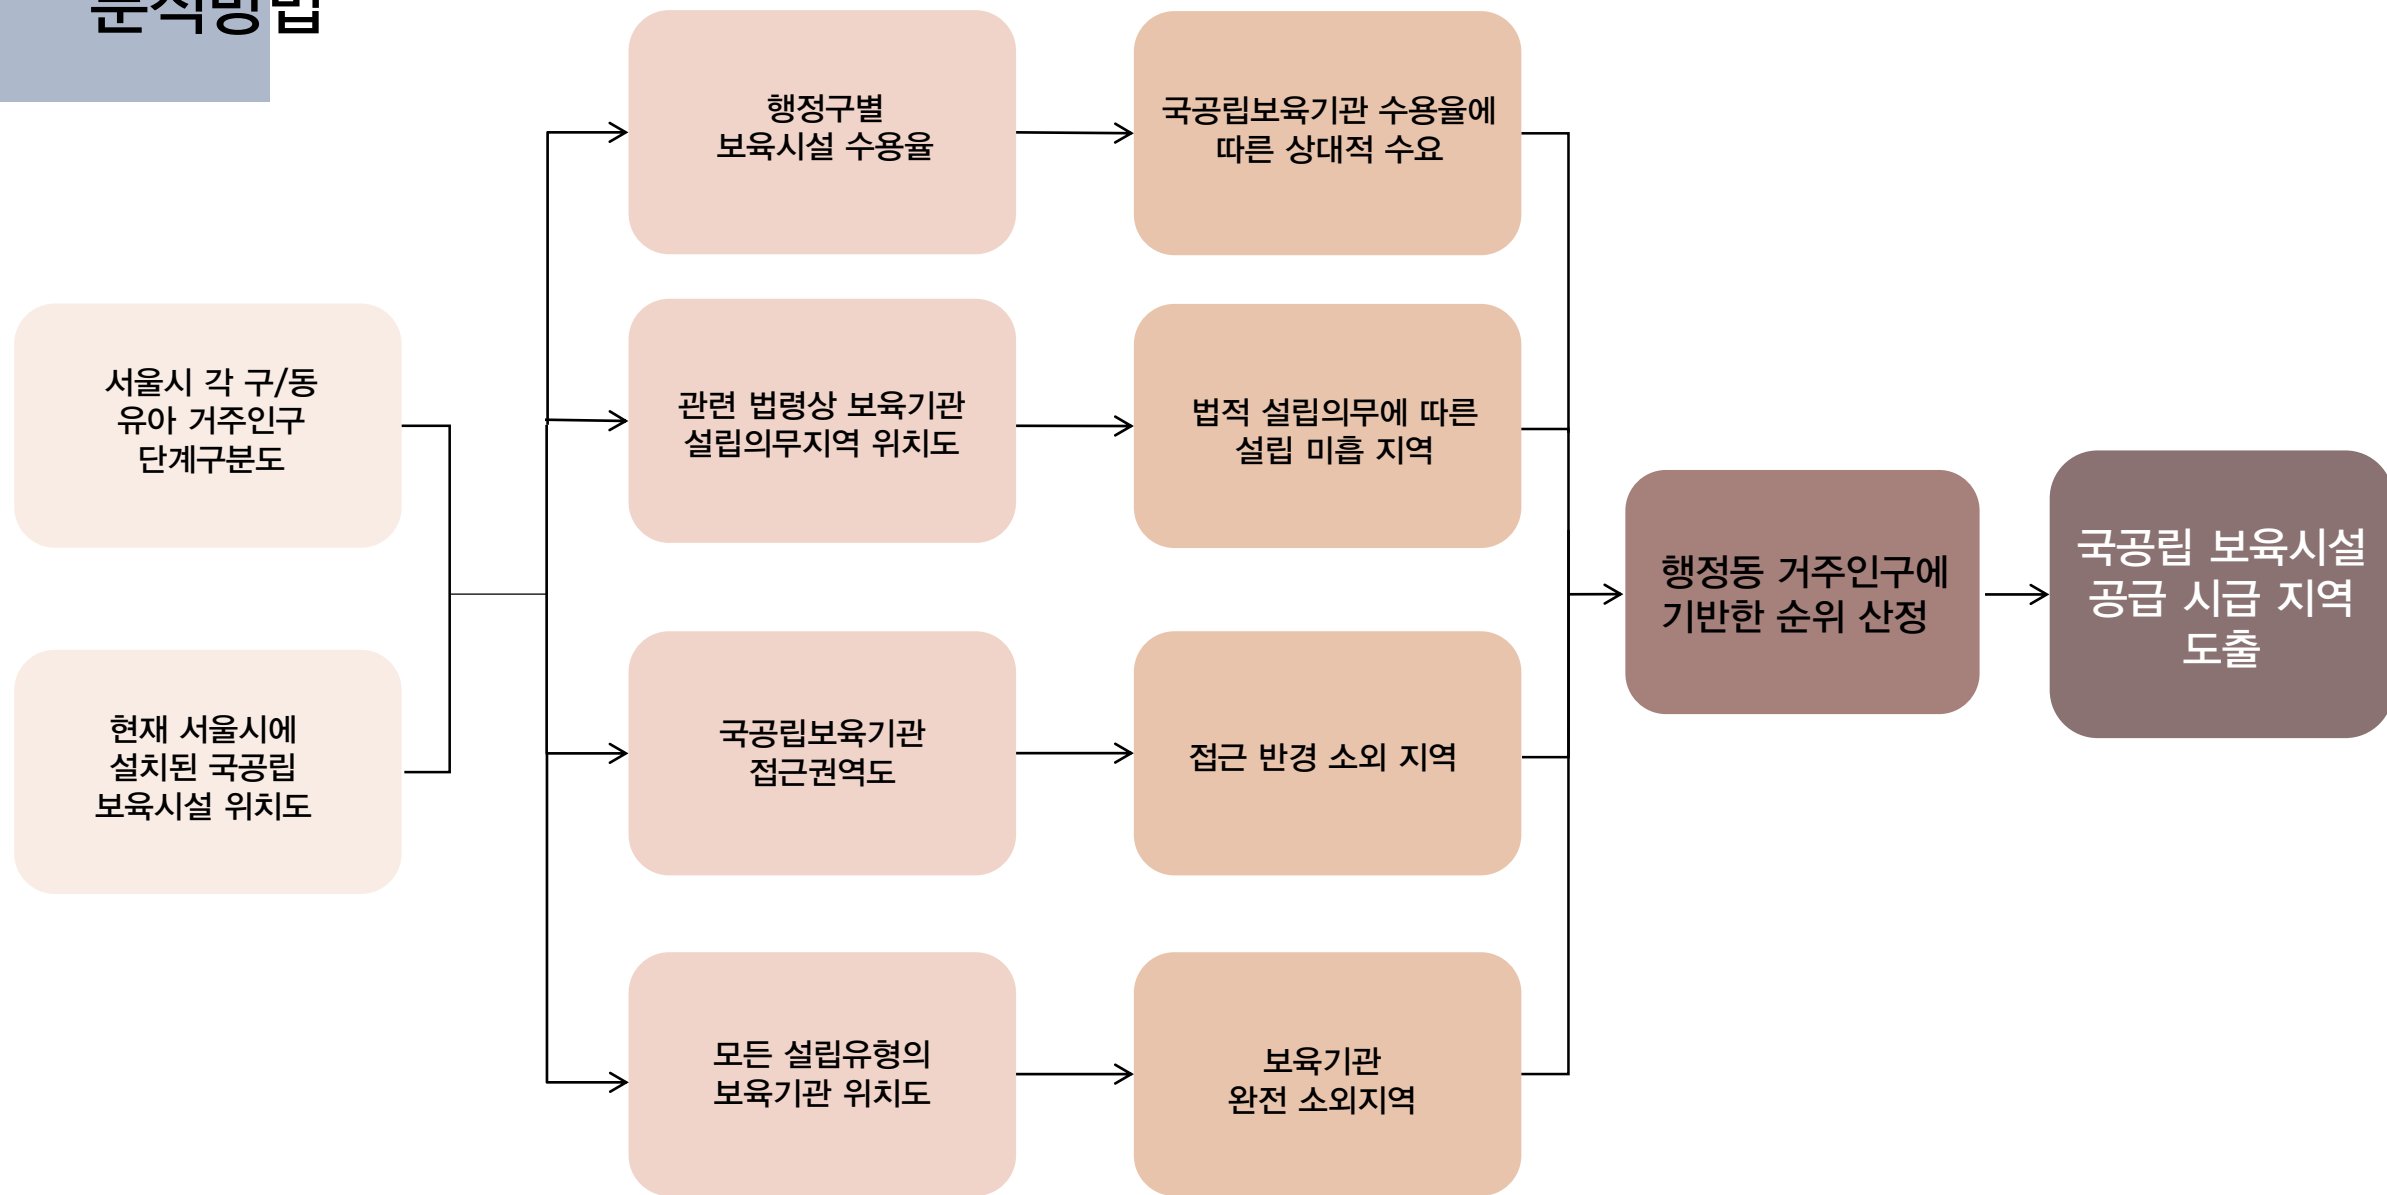 분석방법
행정구별
보육시설 수용율
국공립보육기관 수용율에
따른 상대적 수요
서울시 각 구/동
유아 거주인구
단계구분도
관련 법령상 보육기관
설립의무지역 위치도
법적 설립의무에 따른
설립 미흡 지역
행정동 거주인구에
기반한 순위 산정
국공립 보육시설
공급 시급 지역
도출
현재 서울시에
설치된 국공립
보육시설 위치도
국공립보육기관
접근권역도
접근 반경 소외 지역
모든 설립유형의
보육기관 위치도
보육기관
완전 소외지역